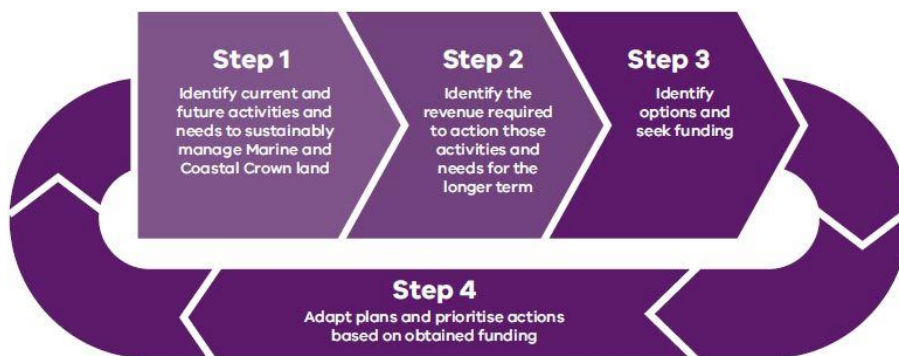 Step 1
Identify current and
future activities and
needs to sustainably
manage Marine and
Coastal Crown land
Step 2
Identify the
revenue required
to action those
activities and
needs for the
longer term
Step 3
Identify
options and
seek funding
Step 4
Adapt plans and prioritise actions
based on obtained funding